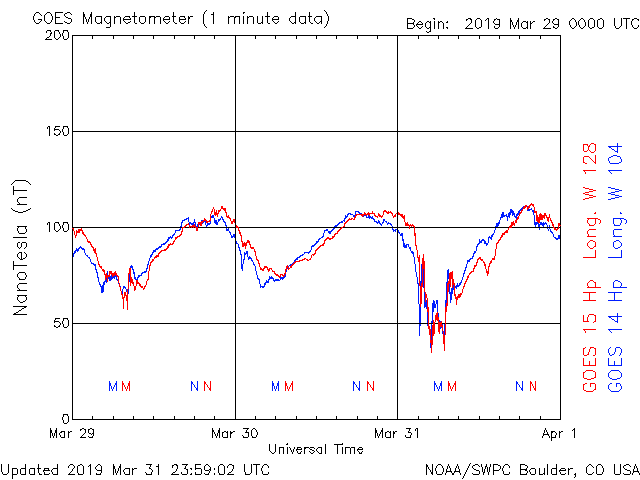 GOES Magnetometer (1 minute data)
Begin: 2019 Mar 29 0000 UTC
200
150
100
50
0
NanoTesla (nT)
M M N N M M N N M M N N
Mar 29 Mar 30 Mar 31 Apr 1
Universal Time
GOES 15 Hp Long. W 128
GOES 14 Hp Long. W 104
Updated 2019 Mar 31 23:59:02 UTC
NOAA/SWPC Boulder, CO USA